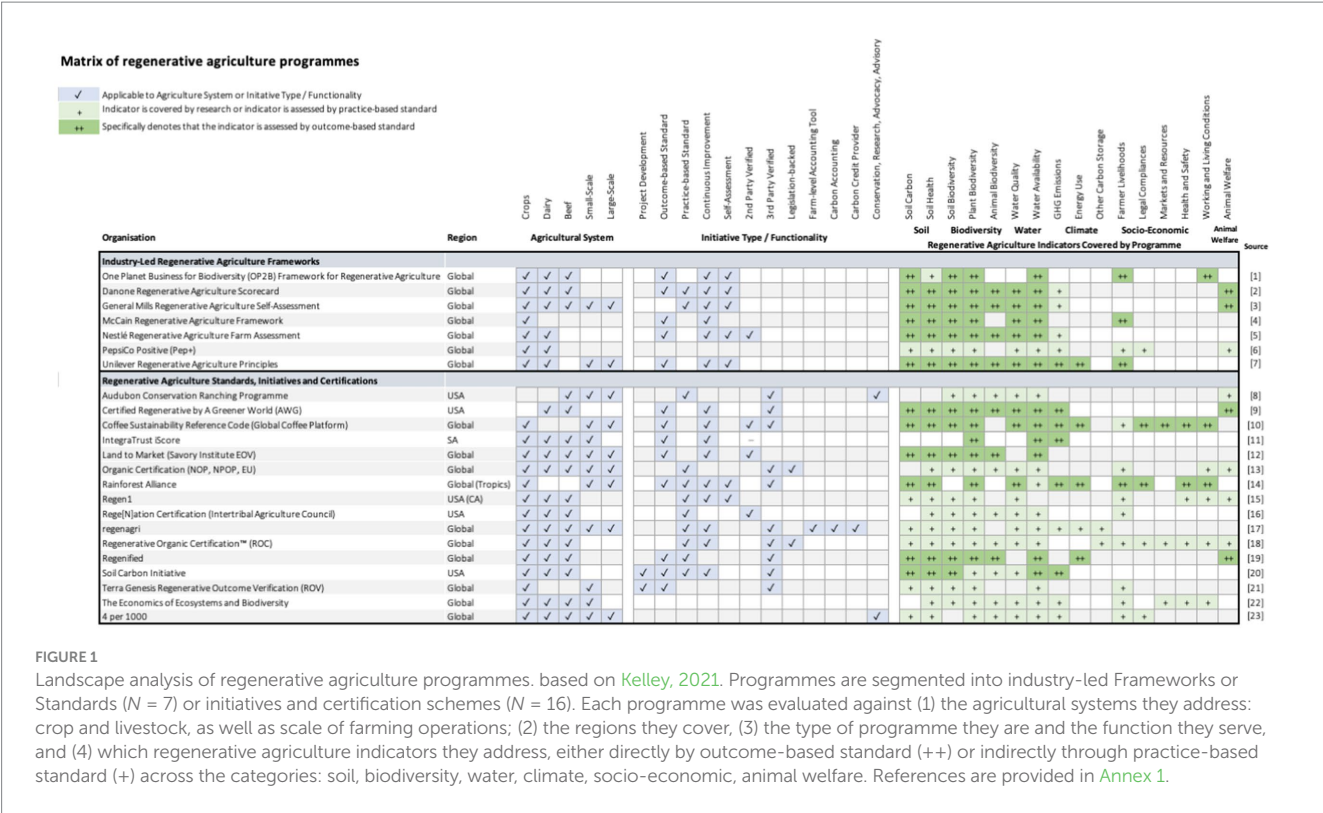 Matrix of regenerative agriculture programmes
✓ Applicable to Agriculture System or Initative Type / Functionality
+ Indicator is covered by research or indicator is assessed by practice-based standard
++ Specifically denotes that the indicator is assessed by outcome-based standard
Crops
Dairy
Beef
Small-Scale
Large-Scale
Project Development
Outcome-based Standard
Practice-based Standard
Continuous Improvement
Self-Assessment
2nd Party Verified
3rd Party Verified
Legislation-backed
Farm-level Accounting Tool
Carbon Accounting
Carbon Credit Provider
Conservation, Research, Advocacy, Advisory
Soil Carbon
Soil Health
Soil Biodiversity
Plant Biodiversity
Animal Biodiversity
Water Quality
Water Availability
GHG Emissions
Energy Use
Other Carbon Storage
Farmer Livelihoods
Legal Compliances
Markets and Resources
Health and Safety
Working and Living Conditions
Animal Welfare
Soil Biodiversity Water Climate Socio-Economic Animal Welfare
Organisation Region Agricultural System Initiative Type / Functionality Regenerative Agriculture Indicators Covered by Programme Source
Industry-Led Regenerative Agriculture Frameworks
One Planet Business for Biodiversity (OP2B) Framework for Regenerative Agriculture Global ✓ ✓ ✓ ✓ ✓ ✓ ++ + ++ ++ ++ ++ ++ [1]
Danone Regenerative Agriculture Scorecard Global ✓ ✓ ✓ ✓ ✓ ✓ ✓ ++ ++ ++ ++ ++ ++ ++ + ++ [2]
General Mills Regenerative Agriculture Self-Assessment Global ✓ ✓ ✓ ✓ ✓ ✓ ✓ ✓ ++ ++ ++ ++ ++ ++ ++ + ++ [3]
McCain Regenerative Agriculture Framework Global ✓ ✓ ✓ ++ ++ ++ ++ ++ ++ ++ [4]
Nestlé Regenerative Agriculture Farm Assessment Global ✓ ✓ ✓ ✓ ✓ ✓ ++ ++ ++ ++ ++ ++ ++ + [5]
PepsiCo Positive (Pep+) Global ✓ ✓ + + + + + + + + + + [6]
Unilever Regenerative Agriculture Principles Global ✓ ✓ ✓ ✓ ✓ ✓ ✓ ++ ++ ++ ++ ++ ++ ++ ++ ++ ++ [7]
Regenerative Agriculture Standards, Initiatives and Certifications
Audubon Conservation Ranching Programme USA ✓ ✓ ✓ ✓ ✓ ✓ + + + + + + [8]
Certified Regenerative by A Greener World (AWG) USA ✓ ✓ ✓ ✓ ✓ ++ ++ ++ ++ ++ ++ ++ ++ ++ [9]
Coffee Sustainability Reference Code (Global Coffee Platform) Global ✓ ✓ ✓ ✓ ✓ ✓ ✓ ++ ++ ++ ++ ++ ++ ++ ++ + ++ ++ ++ ++ [10]
IntegraTrust iScore SA ✓ ✓ ✓ ✓ ✓ ✓ – ++ ++ ++ [11]
Land to Market (Savory Institute EOV) Global ✓ ✓ ✓ ✓ ✓ ✓ ✓ ✓ ++ ++ ++ ++ ++ ++ [12]
Organic Certification (NOP, NPOP, EU) Global ✓ ✓ ✓ ✓ ✓ ✓ ✓ ✓ + + + + + + + + + [13]
Rainforest Alliance Global (Tropics) ✓ ✓ ✓ ✓ ✓ ✓ ✓ ✓ ++ ++ ++ ++ + ++ ++ ++ ++ ++ ++ [14]
Regen1 USA (CA) ✓ ✓ ✓ ✓ ✓ ✓ + + + + + + + + + [15]
Rege[N]ation Certification (Intertribal Agriculture Council) USA ✓ ✓ ✓ ✓ ✓ + + + + + + + [16]
regenagri Global ✓ ✓ ✓ ✓ ✓ ✓ ✓ ✓ ✓ ✓ ✓ + + + + + + + + + [17]
Regenerative Organic Certification™ (ROC) Global ✓ ✓ ✓ ✓ ✓ ✓ ✓ + + + + + + + + + + + + + + [18]
Regenified Global ✓ ✓ ✓ ✓ ✓ ✓ ++ ++ ++ ++ ++ ++ ++ ++ [19]
Soil Carbon Initiative USA ✓ ✓ ✓ ✓ ✓ ✓ ✓ ✓ ++ ++ ++ + + + ++ ++ [20]
Terra Genesis Regenerative Outcome Verification (ROV) Global ✓ ✓ ✓ ✓ ✓ + + + + + + [21]
The Economics of Ecosystems and Biodiversity Global ✓ ✓ ✓ ✓ + + + + + + + + + + + [22]
4 per 1000 Global ✓ ✓ ✓ ✓ ✓ ✓ + + + + + + + + + [23]
FIGURE 1
Landscape analysis of regenerative agriculture programmes. based on Kelley, 2021. Programmes are segmented into industry-led Frameworks or
Standards (N = 7) or initiatives and certification schemes (N = 16). Each programme was evaluated against (1) the agricultural systems they address:
crop and livestock, as well as scale of farming operations; (2) the regions they cover, (3) the type of programme they are and the function they serve,
and (4) which regenerative agriculture indicators they address, either directly by outcome-based standard (++) or indirectly through practice-based
standard (+) across the categories: soil, biodiversity, water, climate, socio-economic, animal welfare. References are provided in Annex 1.